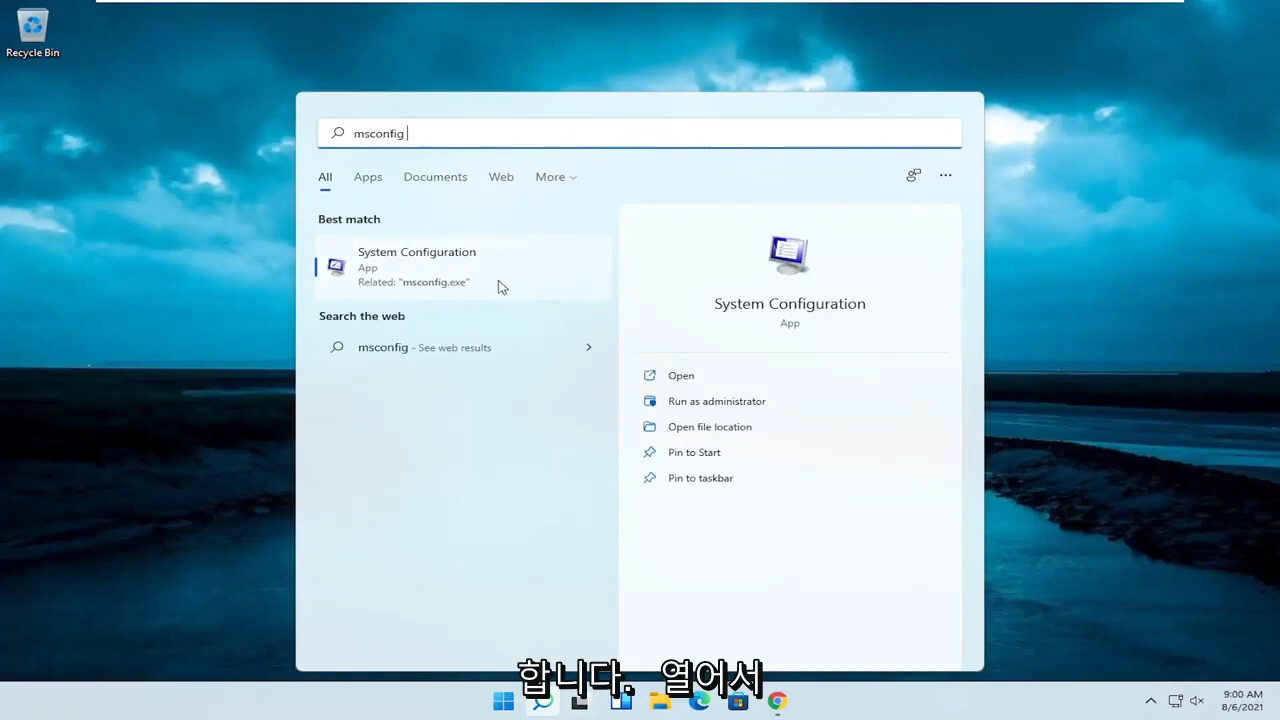 Recycle Bin
msconfig
All Apps Documents Web More
Best match
System Configuration
App
Related: "msconfig.exe"
Search the web
msconfig - See web results
System Configuration
App
Open
Run as administrator
Open file location
Pin to Start
Pin to taskbar
합니다. 열어서
9:00 AM
8/6/2021